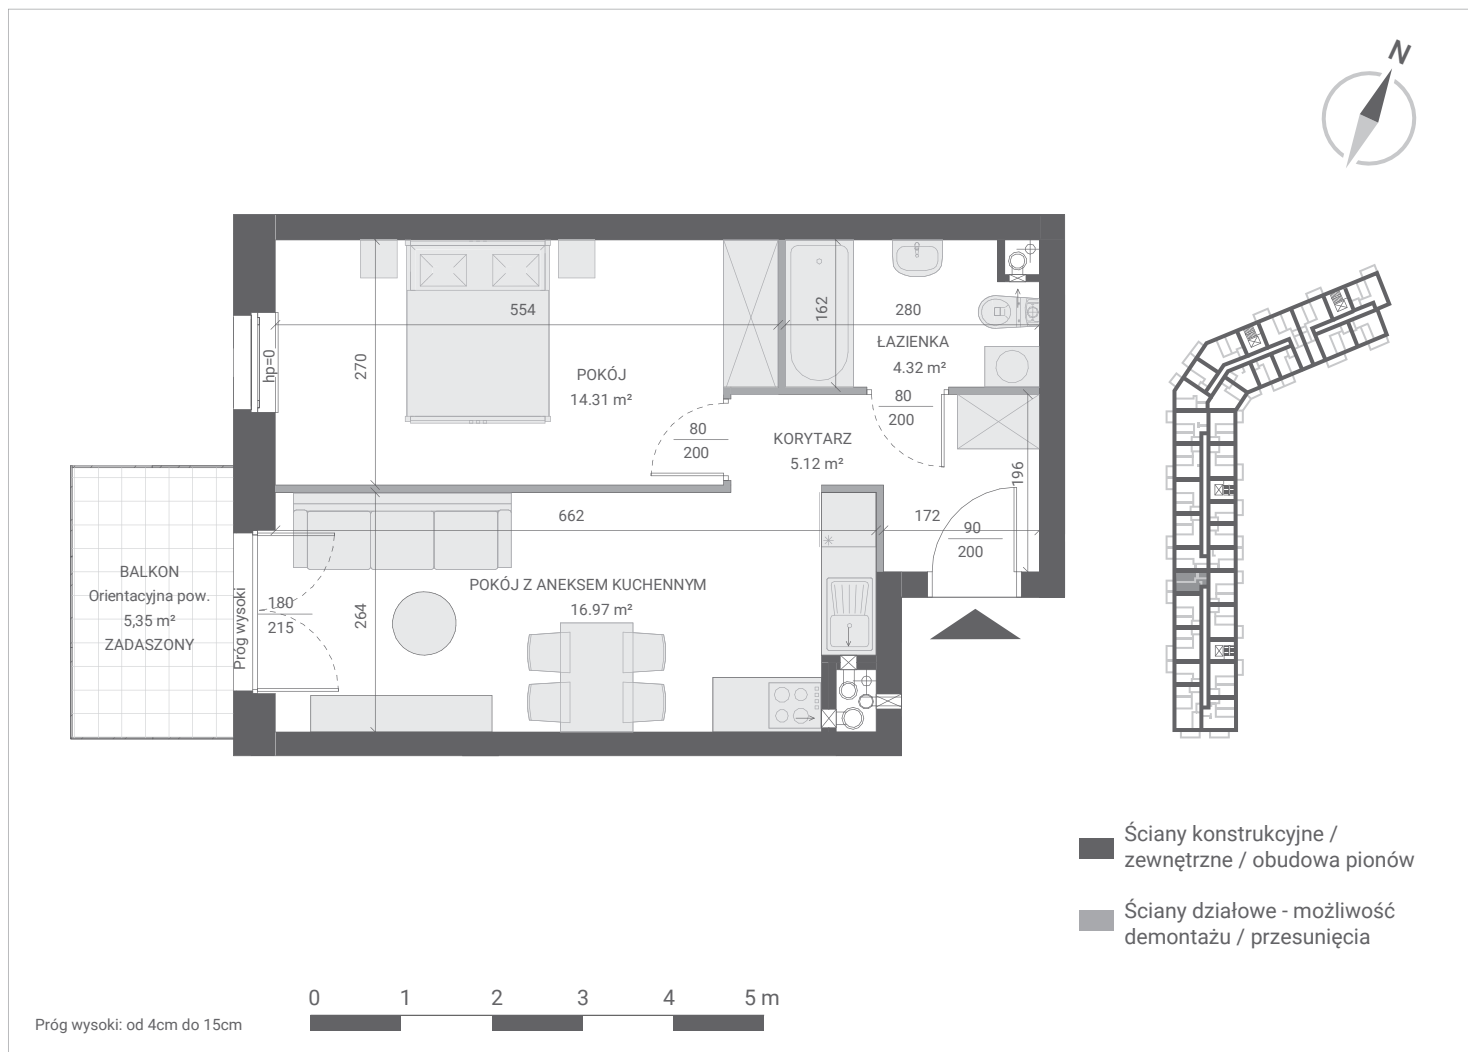 N
554
280
162
ŁAZIENKA
4.32 m²
270
hp=0
POKÓJ
14.31 m²
80
200
80
200
KORYTARZ
5.12 m²
196
662
172
90
200
BALKON
Orientacyjna pow.
5,35 m²
ZADASZONY
Próg wysoki
180
215
264
POKÓJ Z ANEKSEM KUCHENNYM
16.97 m²
Ściany konstrukcyjne /
zewnętrzne / obudowa pionów
Ściany działowe - możliwość
demontażu / przesunięcia
0 1 2 3 4 5 m
Próg wysoki: od 4cm do 15cm